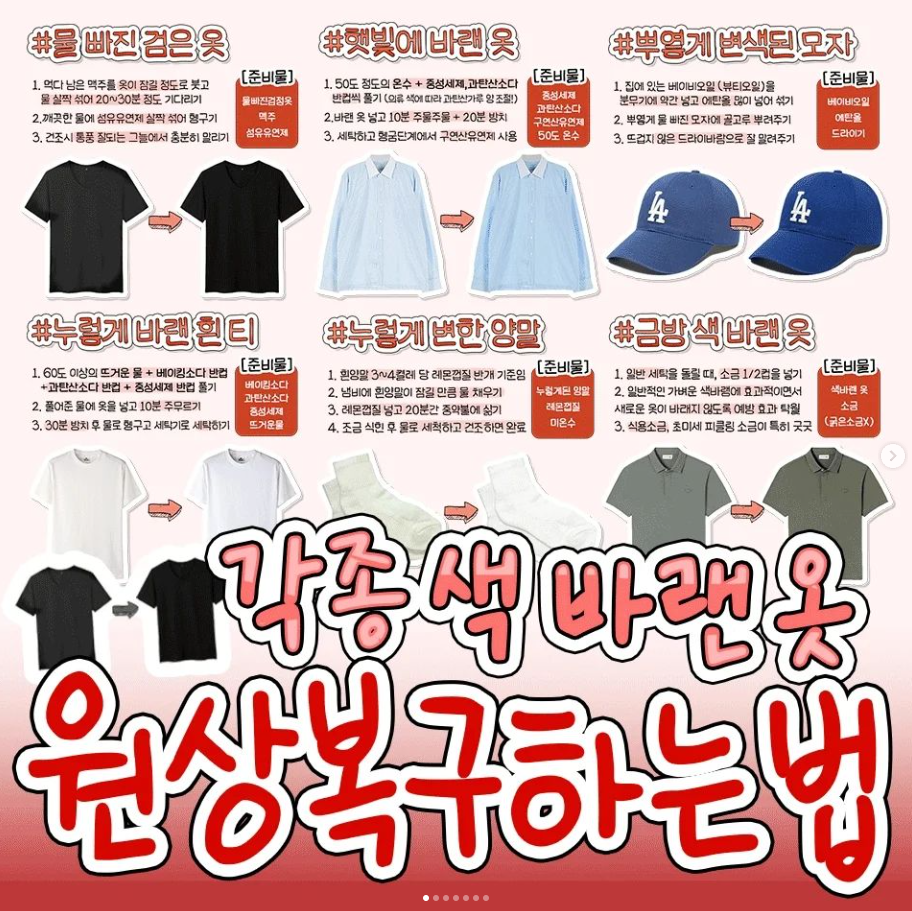 #물 빠진 검은 옷
1. 먹다 남은 맥주를 옷이 잠길 정도로 붓고
물 살짝 섞어 20~30분 정도 기다리기
2. 깨끗한 물에 섬유유연제 살짝 섞어 헹구기
3. 건조시 통풍 잘되는 그늘에서 충분히 말리기
[준비물]
물빠진검정옷
맥주
섬유유연제
#햇빛에 바랜 옷
1. 50도 정도의 온수 + 중성세제,과탄산소다
반컵씩 풀기 (의류 색에 따라 과탄산가루 양 조절!)
2. 바랜 옷 넣고 10분 주물주물 + 20분 방치
3. 세탁하고 헹굼단계에서 구연산유연제 사용
[준비물]
중성세제
과탄산소다
구연산유연제
50도 온수
#뿌옇게 변색된 모자
1. 집에 있는 베이비오일 (뷰티오일)을
분무기에 약간 넣고 에탄올 많이 넣어 섞기
2. 뿌옇게 물 빠진 모자에 골고루 뿌려주기
3. 뜨겁지 않은 드라이바람으로 잘 말려주기
[준비물]
베이비오일
에탄올
드라이기
LA
LA
#누렇게 바랜 흰 티
1. 60도 이상의 뜨거운 물 + 베이킹소다 반컵
+과탄산소다 반컵 + 중성세제 반컵 풀기
2. 풀어준 물에 옷을 넣고 10분 주무르기
3. 30분 방치 후 물로 헹구고 세탁기로 세탁하기
[준비물]
베이킹소다
과탄산소다
중성세제
뜨거운물
#누렇게 변한 양말
1. 흰양말 3~4켤레 당 레몬껍질 반개 기준임
2. 냄비에 흰양말이 잠길 만큼 물 채우기
3. 레몬껍질 넣고 20분간 중약불에 삶기
4. 조금 식힌 후 물로 세척하고 건조하면 완료
[준비물]
누렇게된 양말
레몬껍질
미온수
#금방 색 바랜 옷
1. 일반 세탁을 돌릴 때, 소금 1/2컵을 넣기
2. 일반적인 가벼운 색바램에 효과적이면서
새로운 옷이 바래지 않도록 예방 효과 탁월
3. 식용소금, 초미세 피클링 소금이 특히 굿굿
[준비물]
색바랜 옷
소금
(굵은소금X)
각종 색 바랜 옷
원상복구하는법